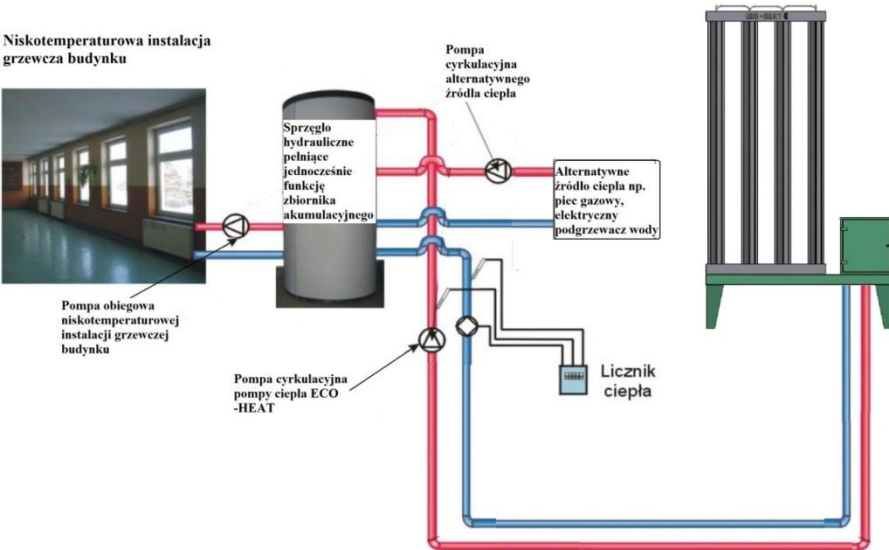 Niskotemperaturowa instalacja
grzewcza budynku
Pompa
cyrkulacyjna
alternatywnego
źródła ciepła
Sprzęgło
hydrauliczne
pełniące
jednocześnie
funkcję
zbiornika
akumulacyjnego
Alternatywne
źródło ciepła np.
piec gazowy,
elektryczny
podgrzewacz wody
Pompa obiegowa
niskotemperaturowej
instalacji grzewczej
budynku
Pompa cyrkulacyjna
pompy ciepła ECO
-HEAT
Licznik
ciepła